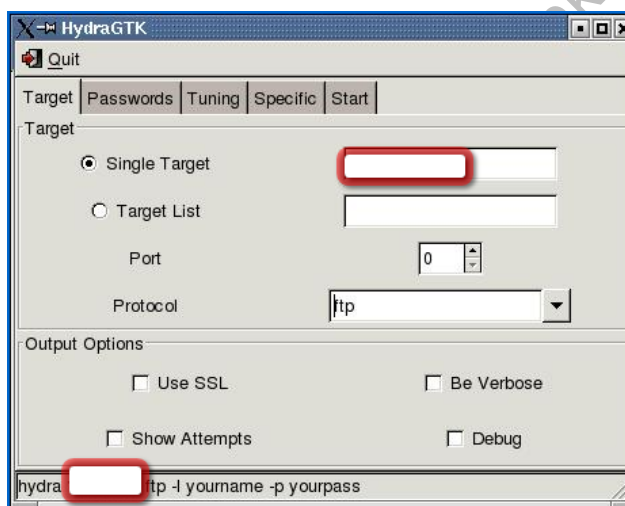 HydraGTK
Quit
Target Passwords Tuning Specific Start
Target
Single Target
Target List
Port 0
Protocol ftp
Output Options
Use SSL Be Verbose
Show Attempts Debug
hydra ftp -l yourname -p yourpass